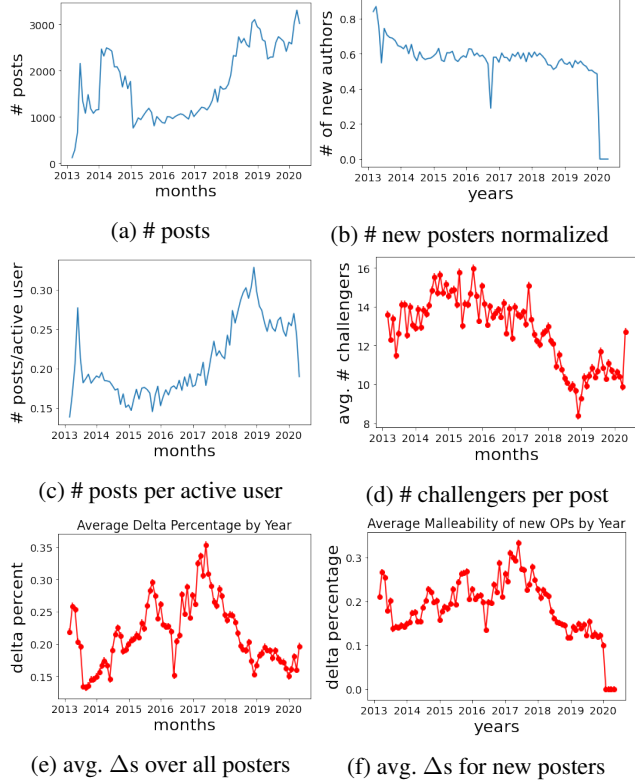 # posts
3000
2000
1000
0
2013 2014 2015 2016 2017 2018 2019 2020
months
(a) # posts
# of new authors
0.8
0.6
0.4
0.2
0.0
2013 2014 2015 2016 2017 2018 2019 2020
years
(b) # new posters normalized
# posts/active user
0.30
0.25
0.20
0.15
2013 2014 2015 2016 2017 2018 2019 2020
months
(c) # posts per active user
avg. # challengers
16
14
12
10
8
2013 2014 2015 2016 2017 2018 2019 2020
months
(d) # challengers per post
Average Delta Percentage by Year
delta percent
0.35
0.30
0.25
0.20
0.15
2013 2014 2015 2016 2017 2018 2019 2020
months
(e) avg. Δs over all posters
Average Malleability of new OPs by Year
delta percentage
0.3
0.2
0.1
0.0
2013 2014 2015 2016 2017 2018 2019 2020
years
(f) avg. Δs for new posters